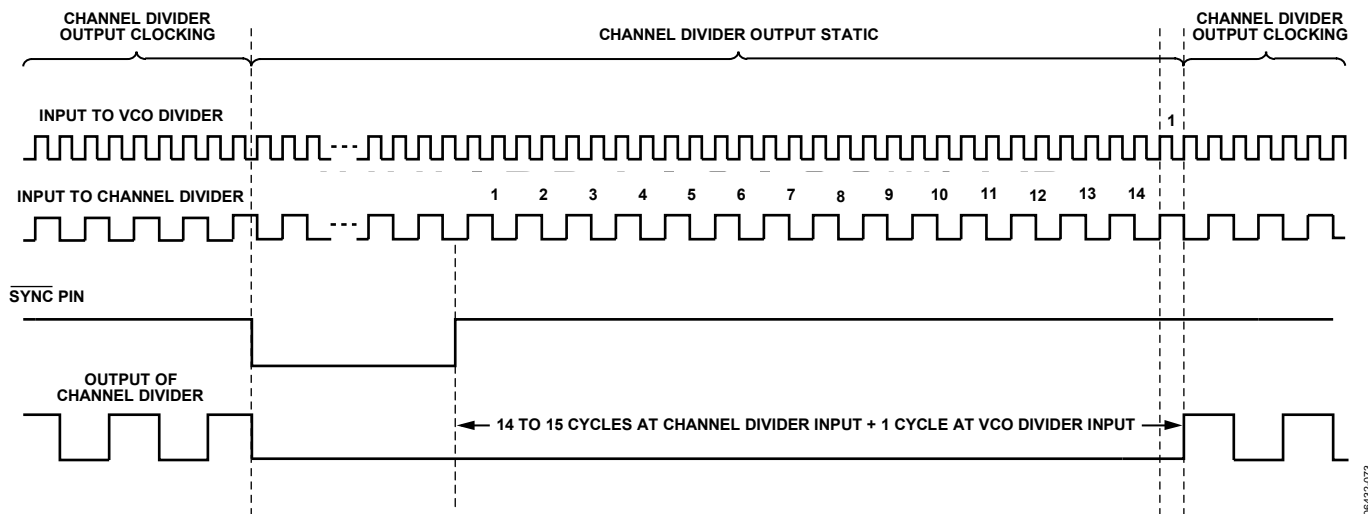 CHANNEL DIVIDER
OUTPUT CLOCKING
CHANNEL DIVIDER OUTPUT STATIC
CHANNEL DIVIDER
OUTPUT CLOCKING
INPUT TO VCO DIVIDER
1
INPUT TO CHANNEL DIVIDER
1 2 3 4 5 6 7 8 9 10 11 12 13 14
SYNC PIN
OUTPUT OF
CHANNEL DIVIDER
14 TO 15 CYCLES AT CHANNEL DIVIDER INPUT + 1 CYCLE AT VCO DIVIDER INPUT
06432-073